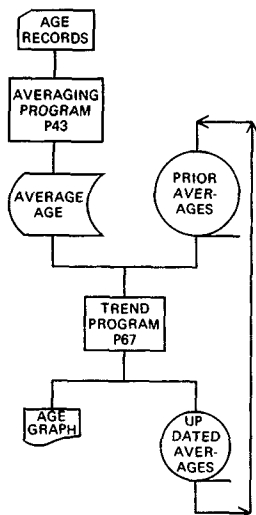 AGE
RECORDS
AVERAGING
PROGRAM
P43
AVERAGE
AGE
PRIOR
AVER-
AGES
TREND
PROGRAM
P67
AGE
GRAPH
UP
DATED
AVER-
AGES